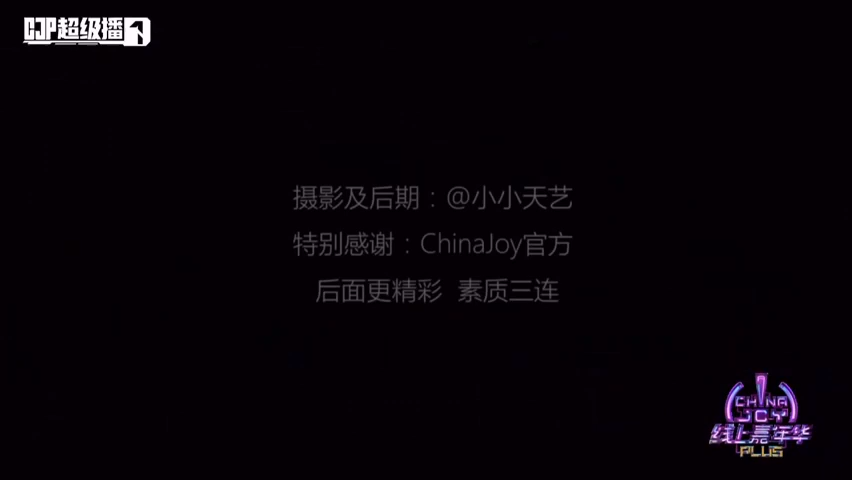 CJP超级播
摄影及后期：@小小天艺
特别感谢：ChinaJoy官方
后面更精彩 素质三连
CHINA
JOY
线上嘉年华
PLUS